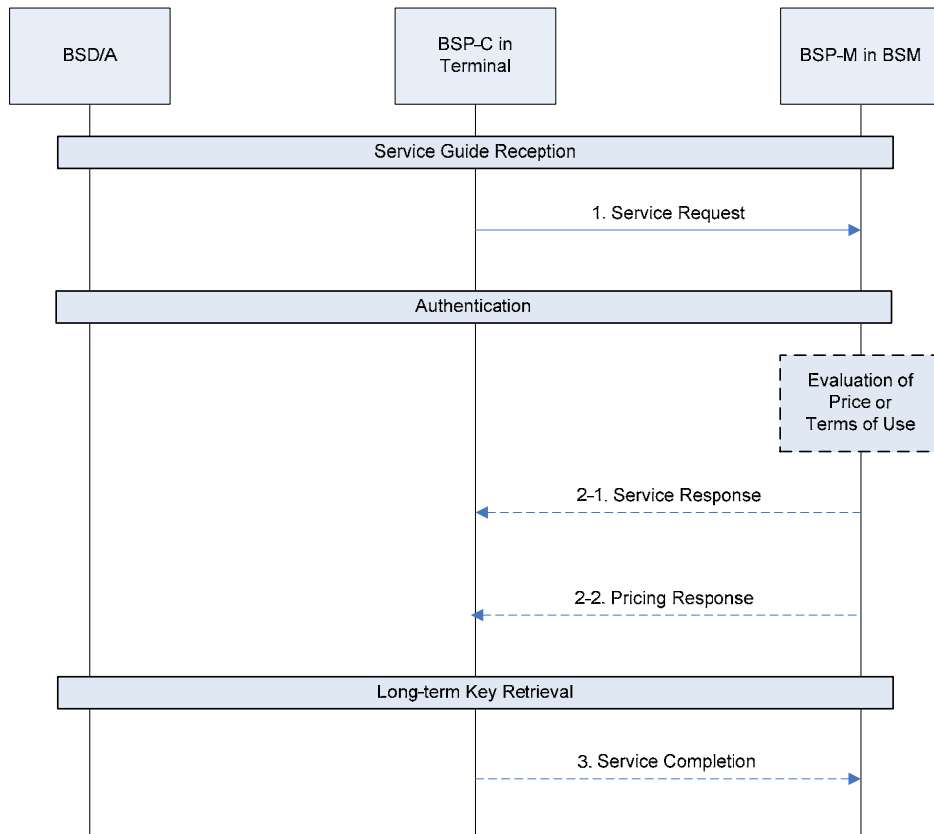 BSD/A
BSP-C in
Terminal
BSP-M in BSM
Service Guide Reception
1. Service Request
Authentication
Evaluation of
Price or
Terms of Use
2-1. Service Response
2-2. Pricing Response
Long-term Key Retrieval
3. Service Completion